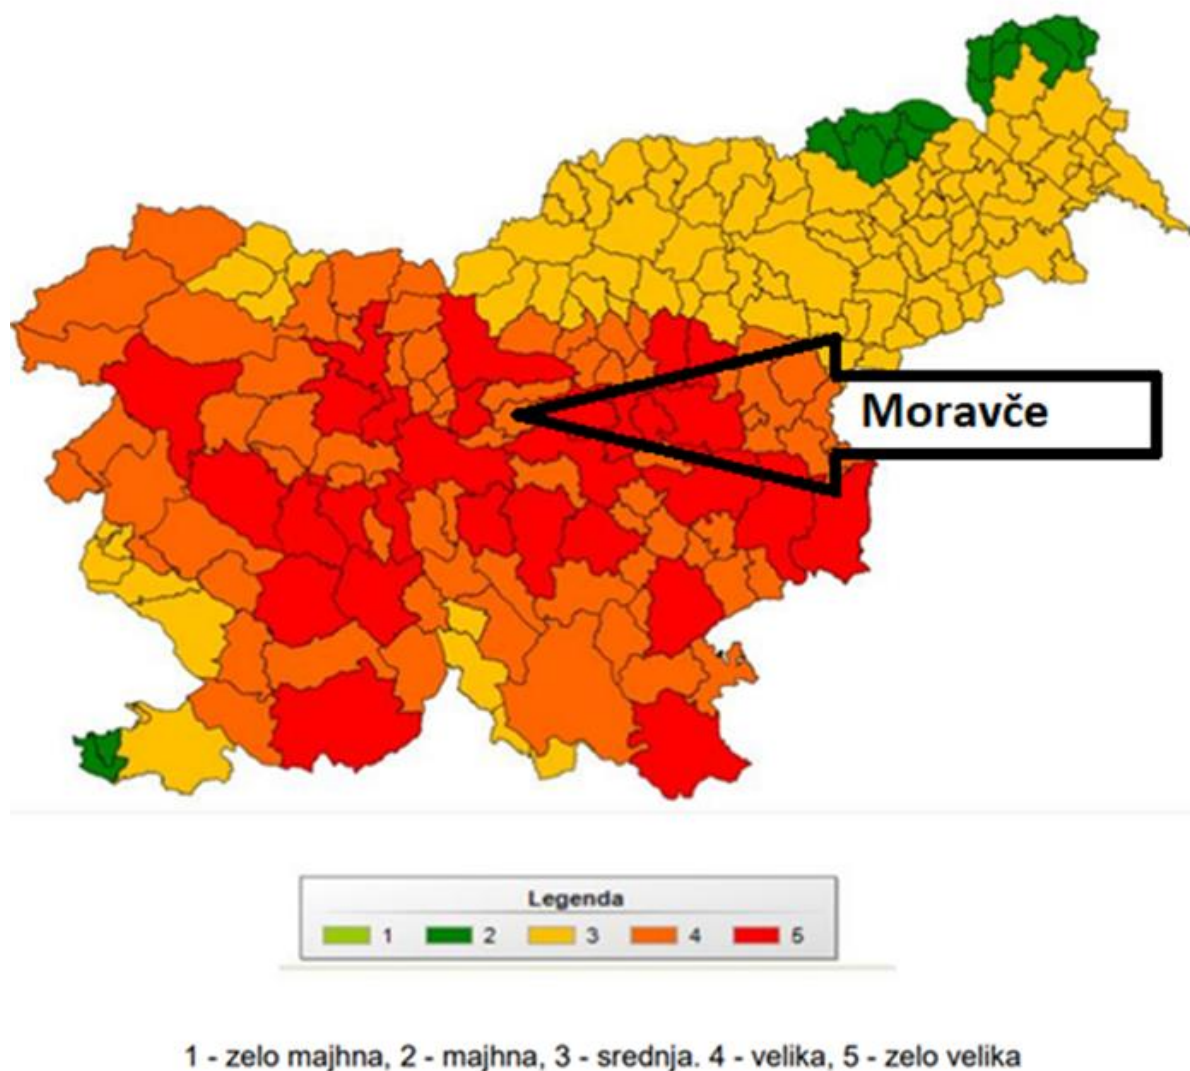 Moravče
Legenda
1 2 3 4 5
1 - zelo majhna, 2 - majhna, 3 - srednja. 4 - velika, 5 - zelo velika